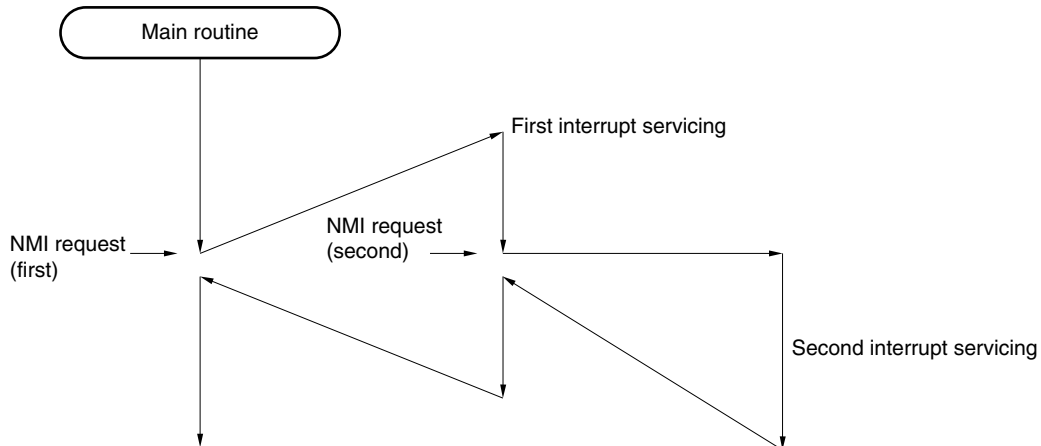 Main routine
First interrupt servicing
NMI request
(first)
NMI request
(second)
Second interrupt servicing